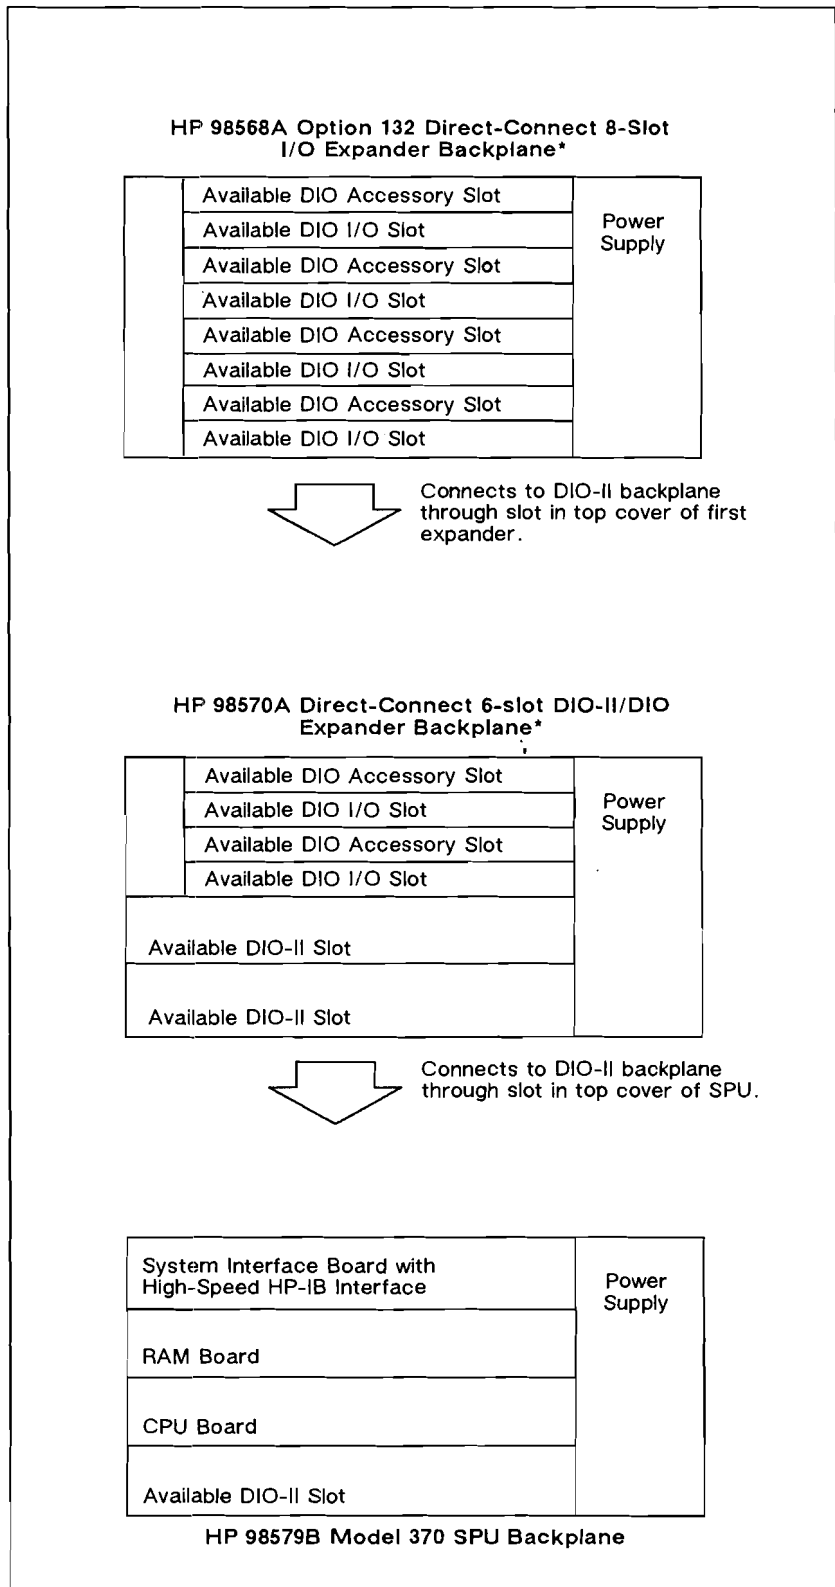 HP 98568A Option 132 Direct-Connect 8-Slot
I/O Expander Backplane*
Available DIO Accessory Slot
Available DIO I/O Slot
Available DIO Accessory Slot
Available DIO I/O Slot
Available DIO Accessory Slot
Available DIO I/O Slot
Available DIO Accessory Slot
Available DIO I/O Slot
Power
Supply
Connects to DIO-II backplane
through slot in top cover of first
expander.
HP 98570A Direct-Connect 6-slot DIO-II/DIO
Expander Backplane*
Available DIO Accessory Slot
Available DIO I/O Slot
Available DIO Accessory Slot
Available DIO I/O Slot
Available DIO-II Slot
Available DIO-II Slot
Power
Supply
Connects to DIO-II backplane
through slot in top cover of SPU.
System Interface Board with
High-Speed HP-IB Interface
RAM Board
CPU Board
Available DIO-II Slot
Power
Supply
HP 98579B Model 370 SPU Backplane